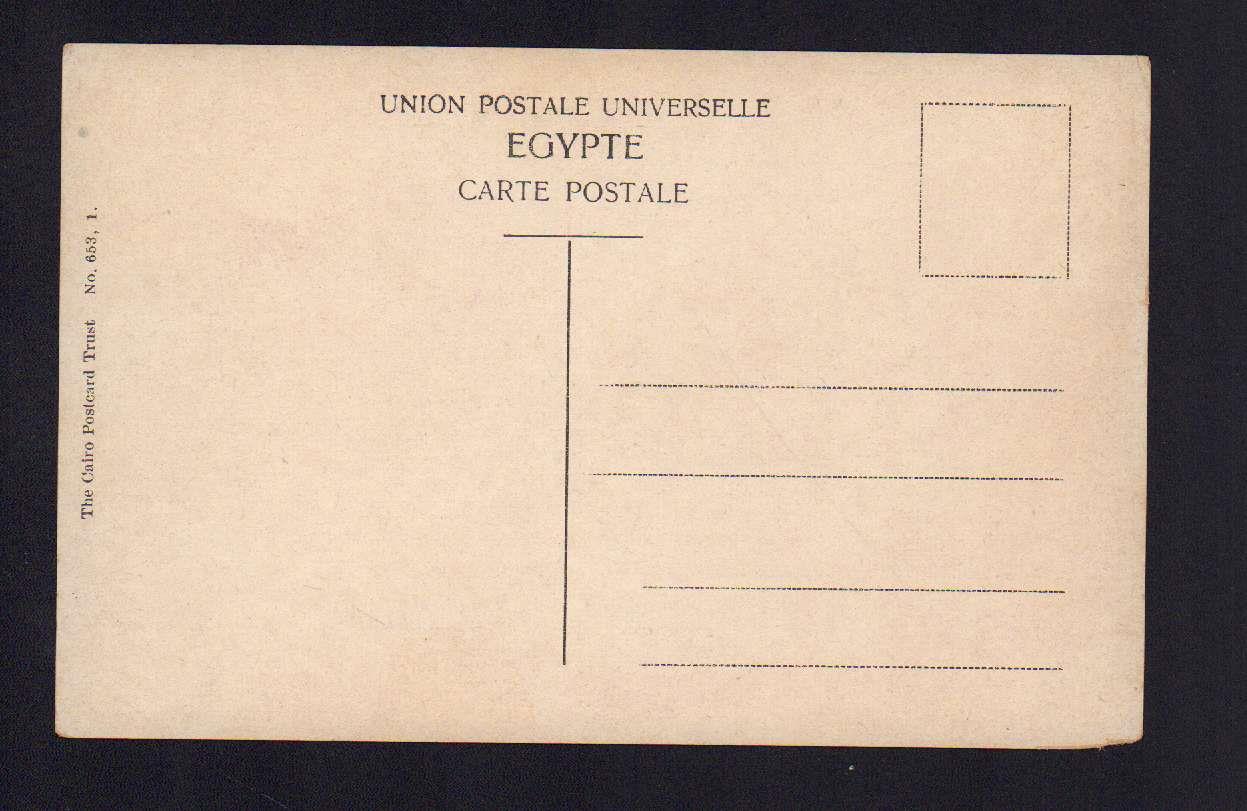 UNION POSTALE UNIVERSELLE
EGYPTE
CARTE POSTALE
The Cairo Postcard Trust No. 653, 1.